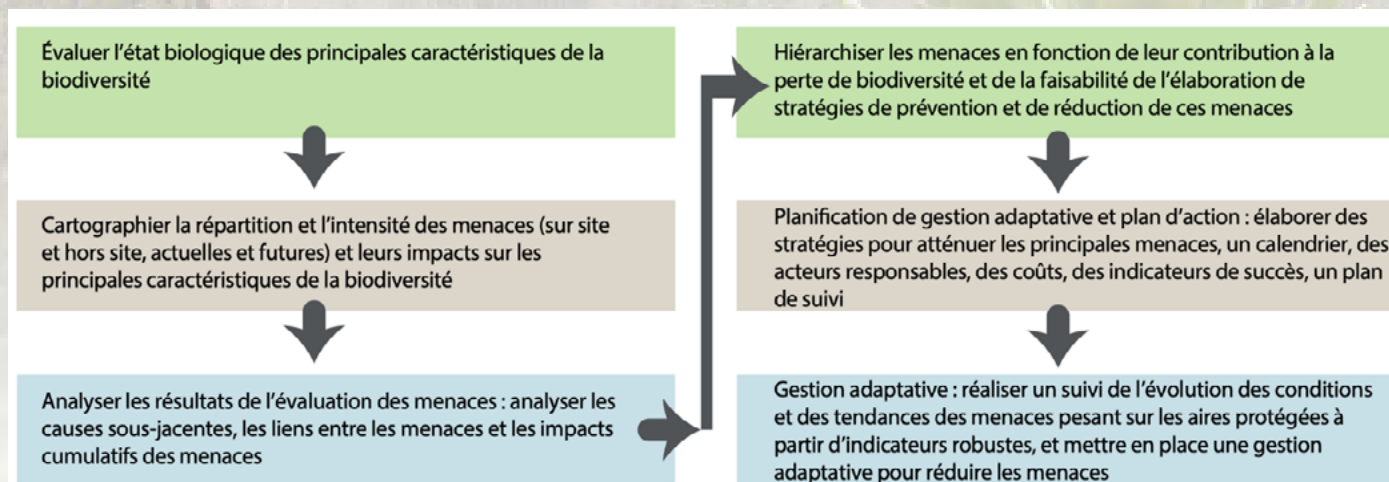 Évaluer l'état biologique des principales caractéristiques de la
biodiversité
Cartographier la répartition et l'intensité des menaces (sur site
et hors site, actuelles et futures) et leurs impacts sur les
principales caractéristiques de la biodiversité
Analyser les résultats de l'évaluation des menaces : analyser les
causes sous-jacentes, les liens entre les menaces et les impacts
cumulatifs des menaces
Hiérarchiser les menaces en fonction de leur contribution à la
perte de biodiversité et de la faisabilité de l'élaboration de
stratégies de prévention et de réduction de ces menaces
Planification de gestion adaptative et plan d'action : élaborer des
stratégies pour atténuer les principales menaces, un calendrier, des
acteurs responsables, des coûts, des indicateurs de succès, un plan
de suivi
Gestion adaptative : réaliser un suivi de l'évolution des conditions
et des tendances des menaces pesant sur les aires protégées à
partir d'indicateurs robustes, et mettre en place une gestion
adaptative pour réduire les menaces